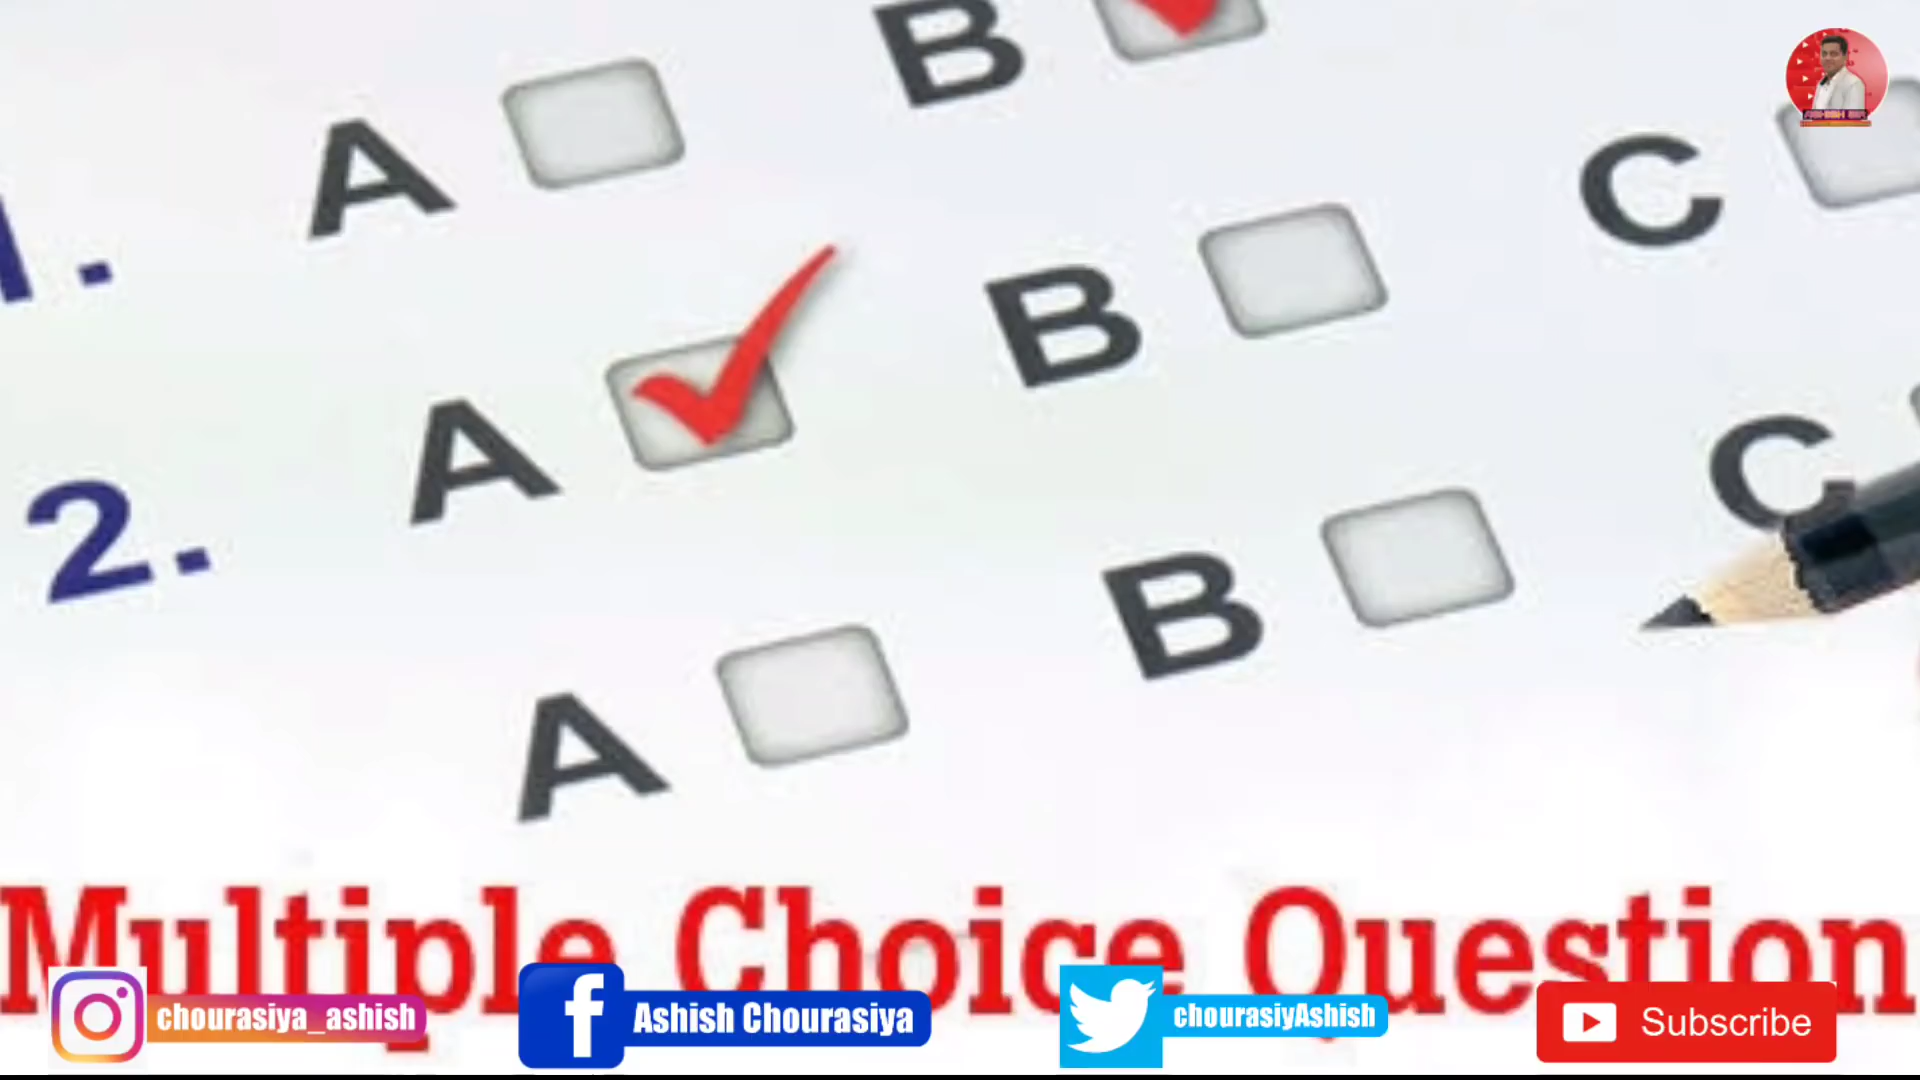 1. A B C
2. A B C
A B
Multiple Choice Question
chourasiya_ashish
Ashish Chourasiya
chourasiyAshish
Subscribe